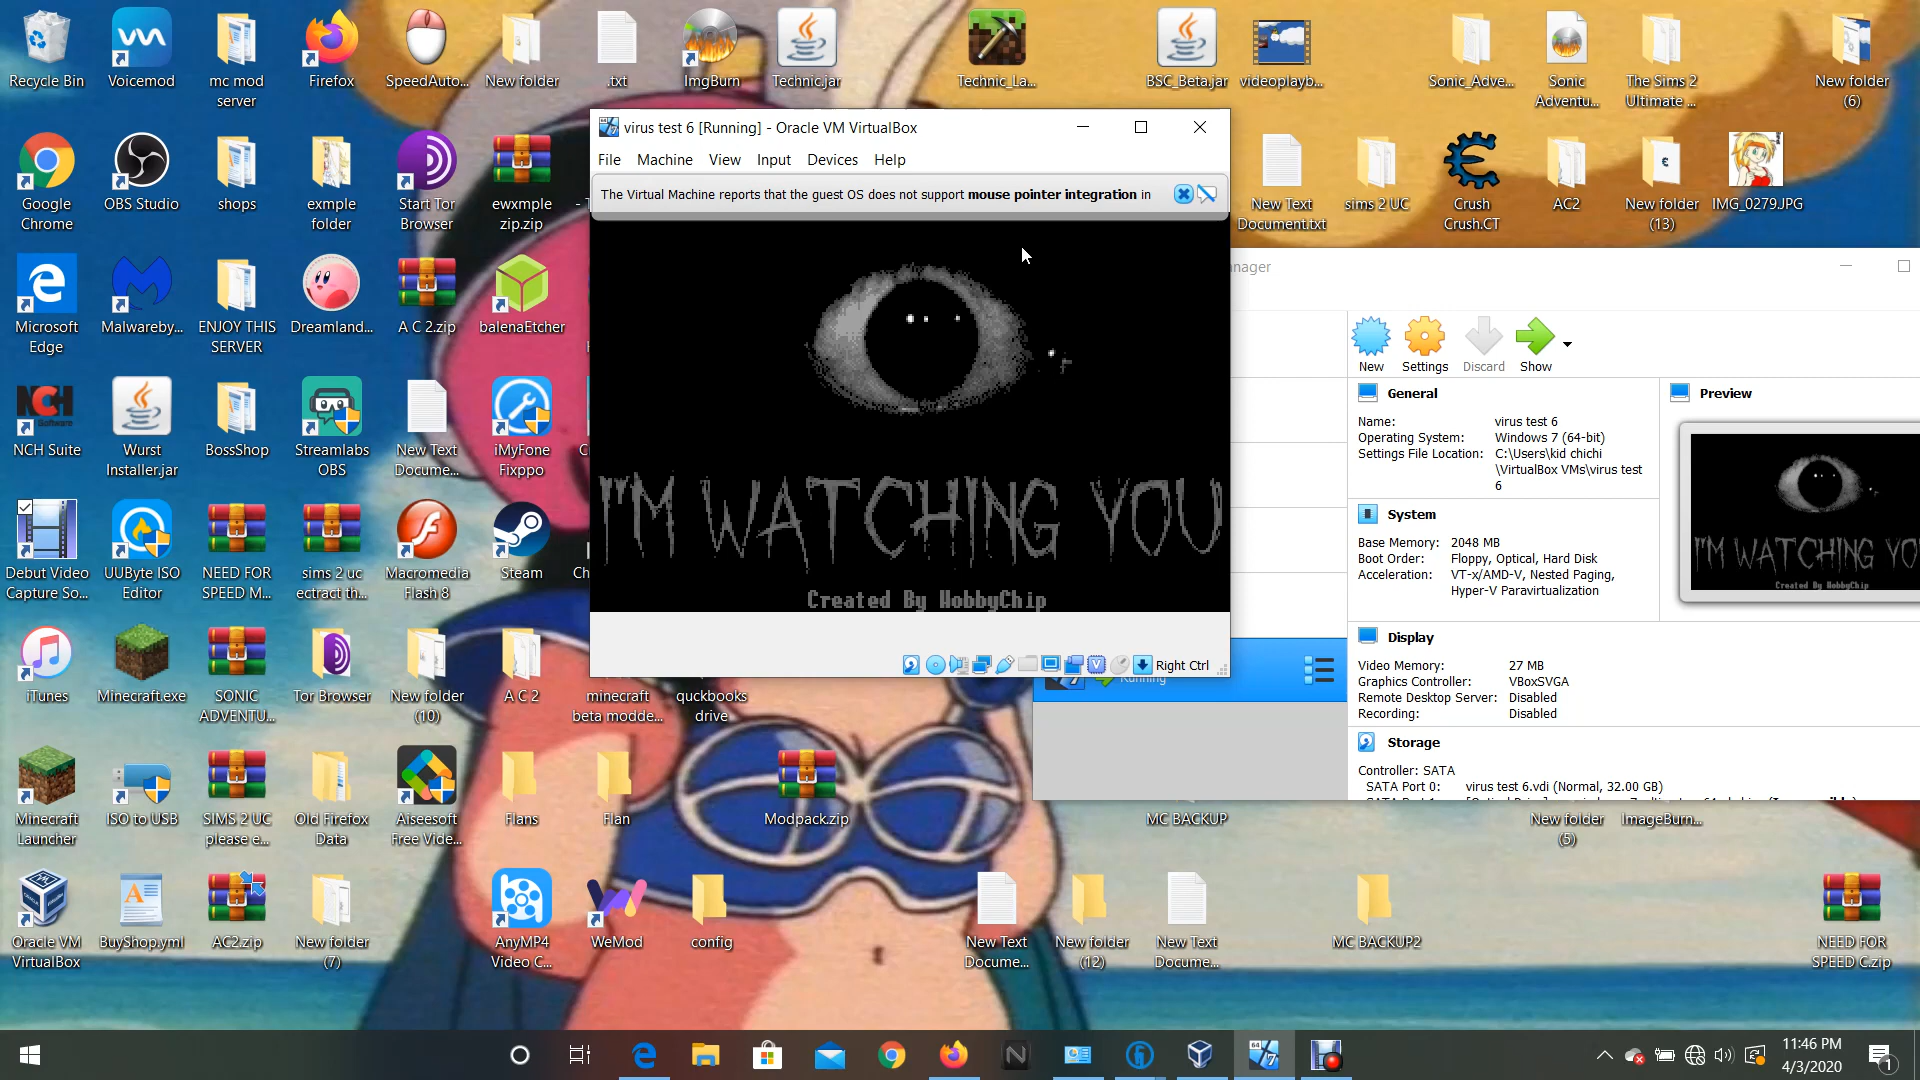 Recycle Bin
Voicemod
mc mod
server
Firefox
SpeedAuto...
New folder
.txt
ImgBurn
Technic.jar
Technic_La...
BSC_Beta.jar
videoplayb...
Sonic_Adve...
Sonic
Adventu...
The Sims 2
Ultimate ...
New folder
(6)
Google
Chrome
OBS Studio
shops
exmple
folder
Start Tor
Browser
ewxmple
zip.zip
New Text
Document.txt
sims 2 UC
Crush
Crush.CT
AC2
New folder
(13)
IMG_0279.JPG
virus test 6 [Running] - Oracle VM VirtualBox
File Machine View Input Devices Help
The Virtual Machine reports that the guest OS does not support mouse pointer integration in
I'M WATCHING YOU
Created By WobbyChip
Right Ctrl
Microsoft
Edge
Malwareby...
ENJOY THIS
SERVER
Dreamland...
A C 2.zip
balenaEtcher
NCH
Software
NCH Suite
Wurst
Installer.jar
BossShop
Streamlabs
OBS
New Text
Docume...
iMyFone
Fixppo
Debut Video
Capture So...
UUByte ISO
Editor
NEED FOR
SPEED M...
sims 2 uc
ectract th...
Macromedia
Flash 8
Steam
iTunes
Minecraft.exe
SONIC
ADVENTU...
Tor Browser
New folder
(10)
A C 2
minecraft
beta modde...
quckbooks
drive
Minecraft
Launcher
ISO to USB
SIMS 2 UC
please e...
Old Firefox
Data
Aiseesoft
Free Vide...
Flans
Flan
Modpack.zip
MC BACKUP
New folder
(5)
ImageBurn...
Oracle VM
VirtualBox
BuyShop.yml
AC2.zip
New folder
(7)
AnyMP4
Video C...
WeMod
config
New Text
Docume...
New folder
(12)
New Text
Docume...
MC BACKUP2
NEED FOR
SPEED C.zip
nager
New
Settings
Discard
Show
General
Name: virus test 6
Operating System: Windows 7 (64-bit)
Settings File Location: C:\Users\kid chichi
\VirtualBox VMs\virus test
6
System
Base Memory: 2048 MB
Boot Order: Floppy, Optical, Hard Disk
Acceleration: VT-x/AMD-V, Nested Paging,
Hyper-V Paravirtualization
Display
Video Memory: 27 MB
Graphics Controller: VBoxSVGA
Remote Desktop Server: Disabled
Recording: Disabled
Storage
Controller: SATA
SATA Port 0: virus test 6.vdi (Normal, 32.00 GB)
Preview
I'M WATCHING YO
Created By WobbyChip
Running
11:46 PM
4/3/2020
1